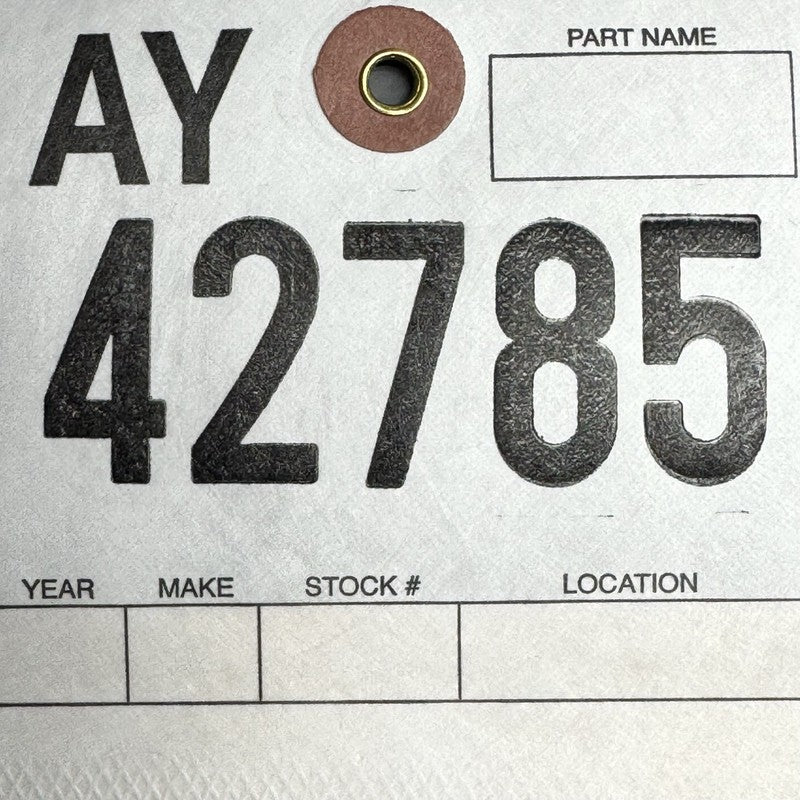 AY
PART NAME
42785
YEAR MAKE STOCK # LOCATION